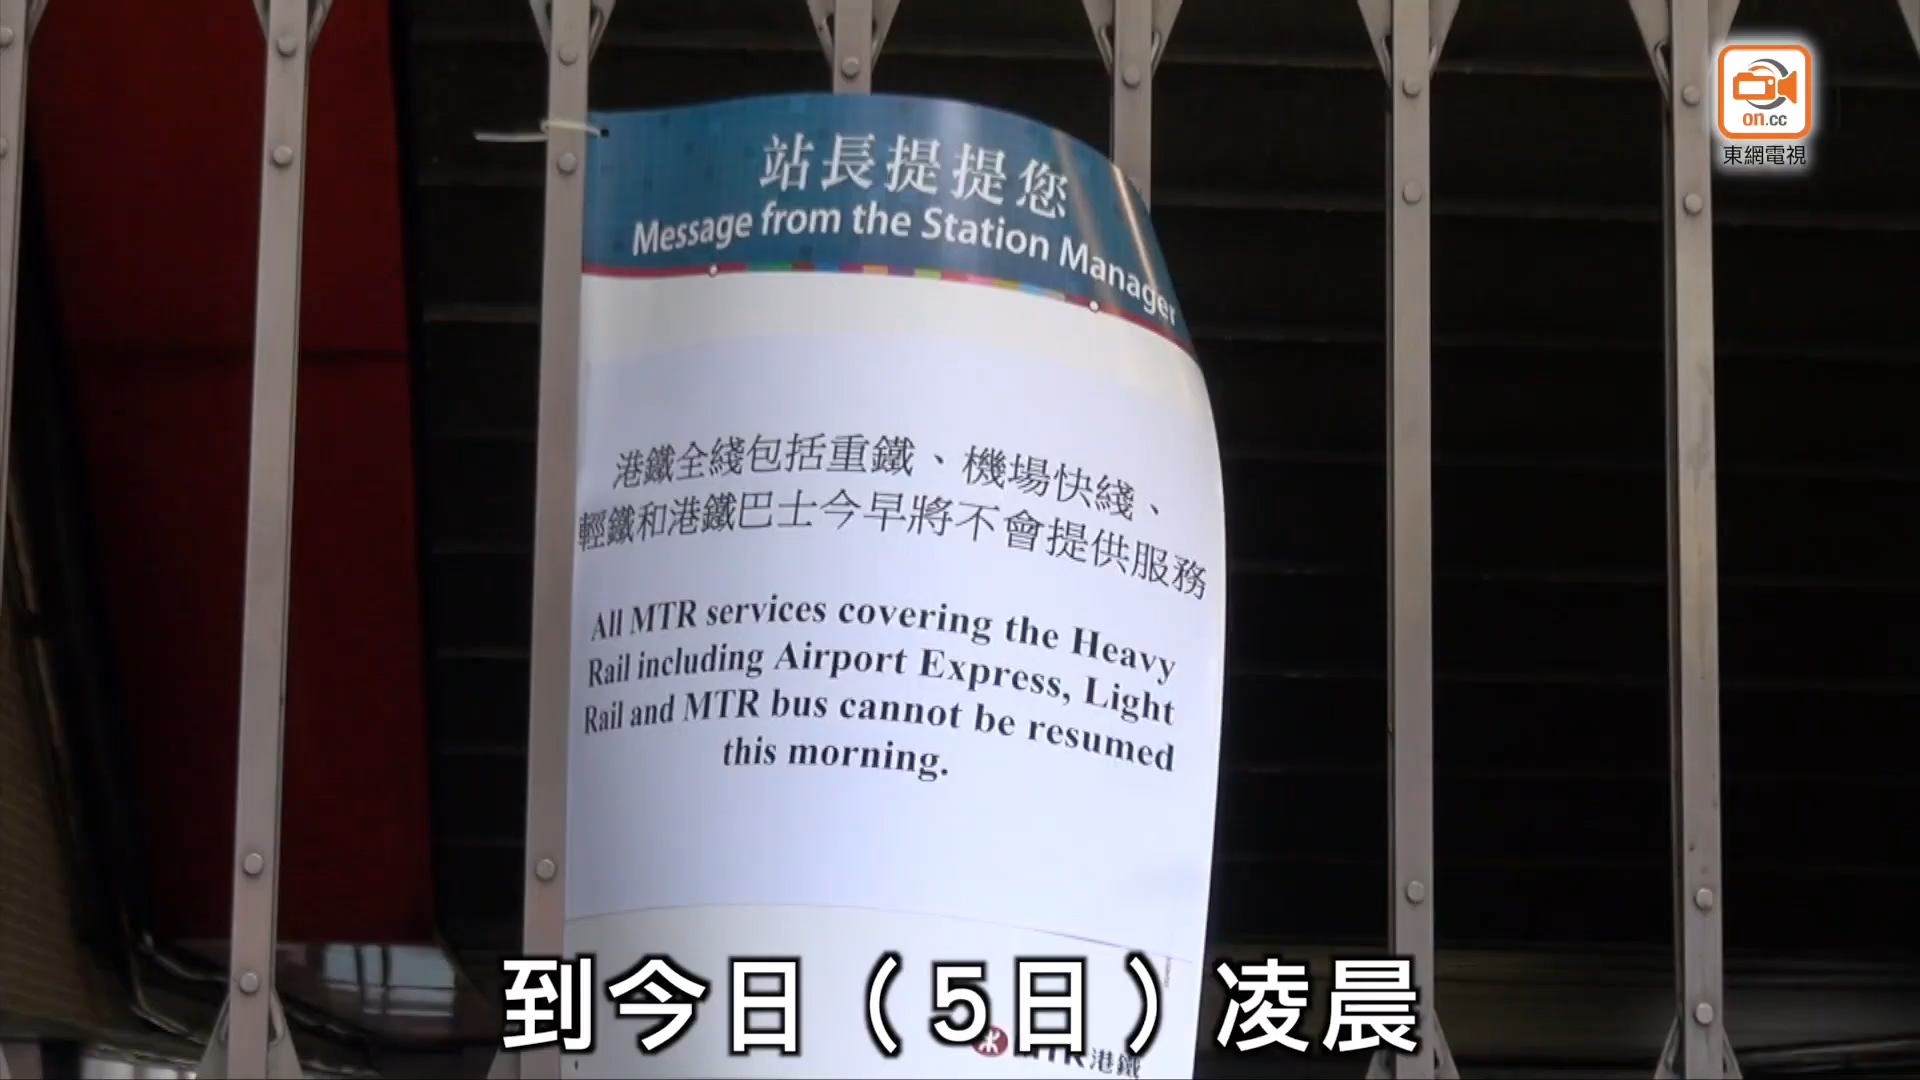 on.cc
東網電視
站長提提您
Message from the Station Manager
港鐵全綫包括重鐵、機場快綫、
輕鐵和港鐵巴士今早將不會提供服務
All MTR services covering the Heavy
Rail including Airport Express, Light
Rail and MTR bus cannot be resumed
this morning.
到今日（5日）凌晨
MTR 港鐵